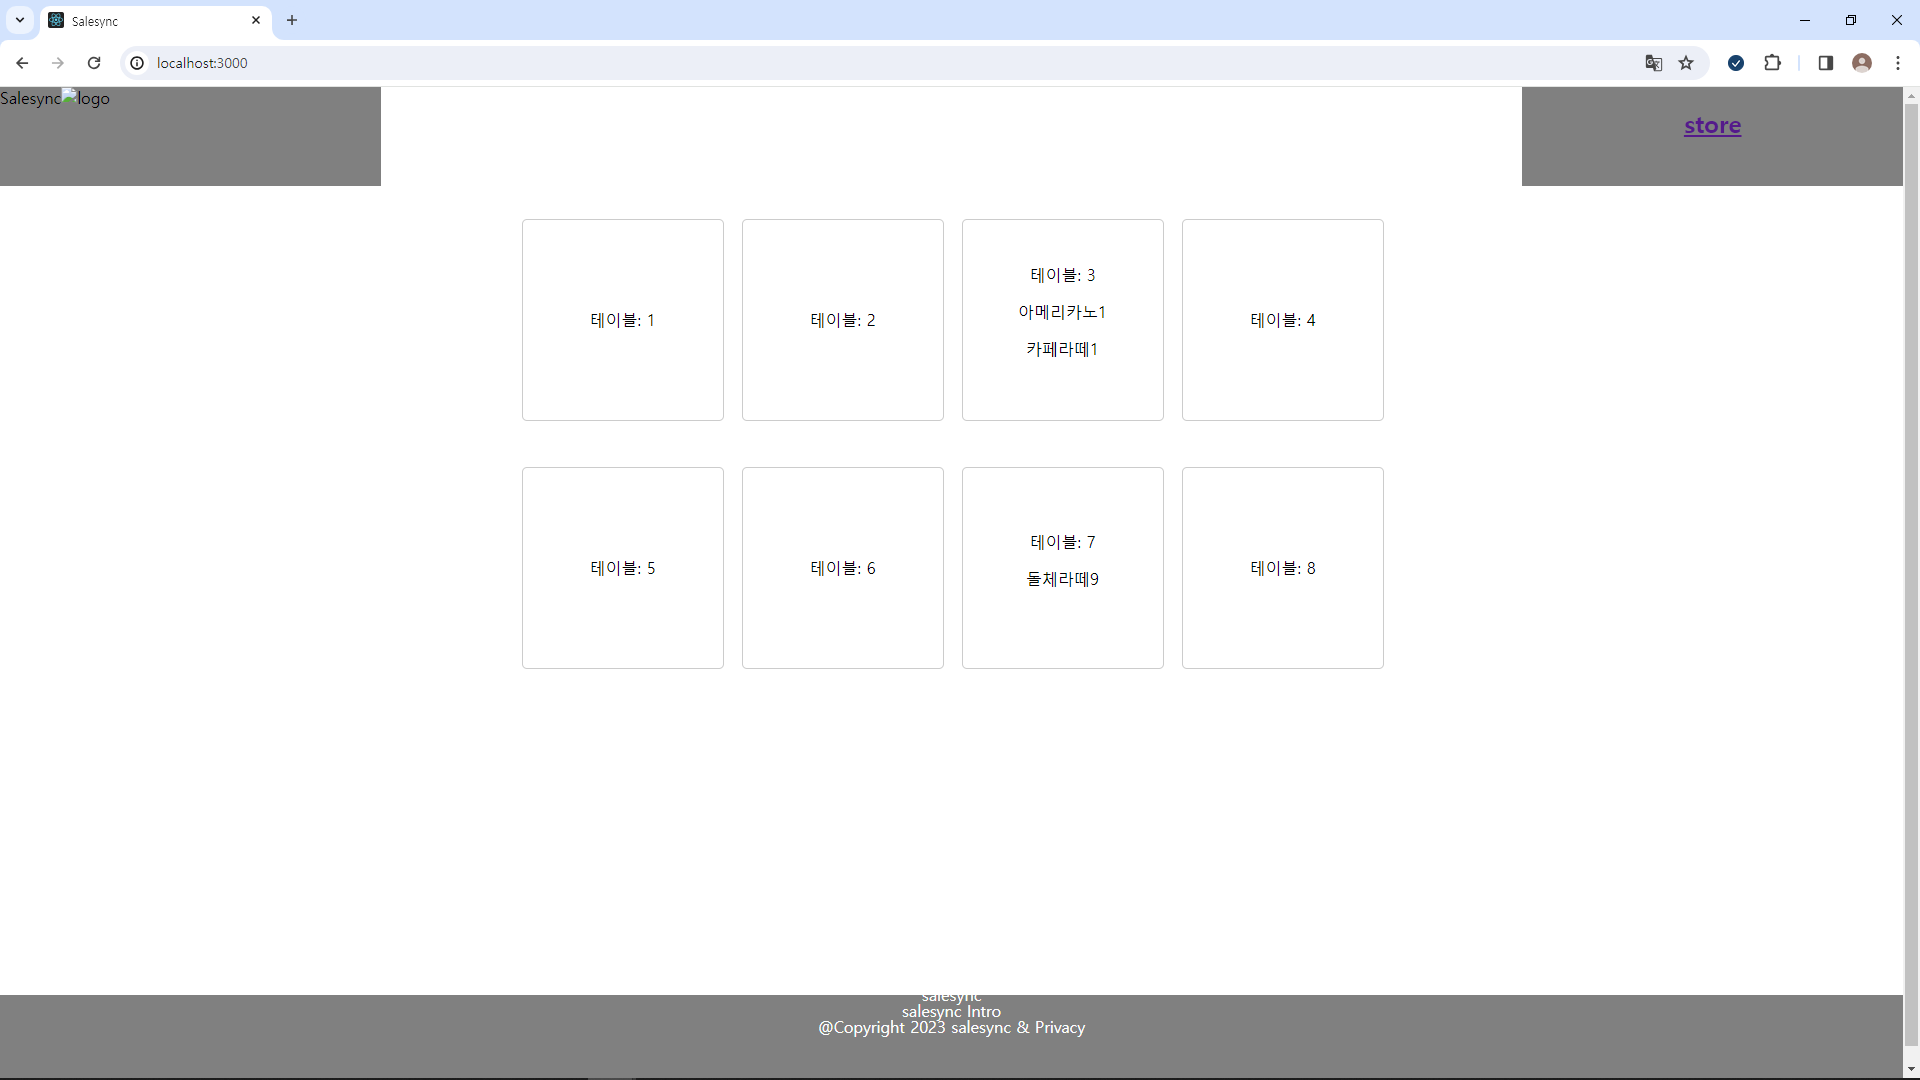 Salesync
localhost:3000
Salesync logo
store
테이블: 1
테이블: 2
테이블: 3
아메리카노1
카페라떼1
테이블: 4
테이블: 5
테이블: 6
테이블: 7
돌체라떼9
테이블: 8
salesync
salesync Intro
@Copyright 2023 salesync & Privacy